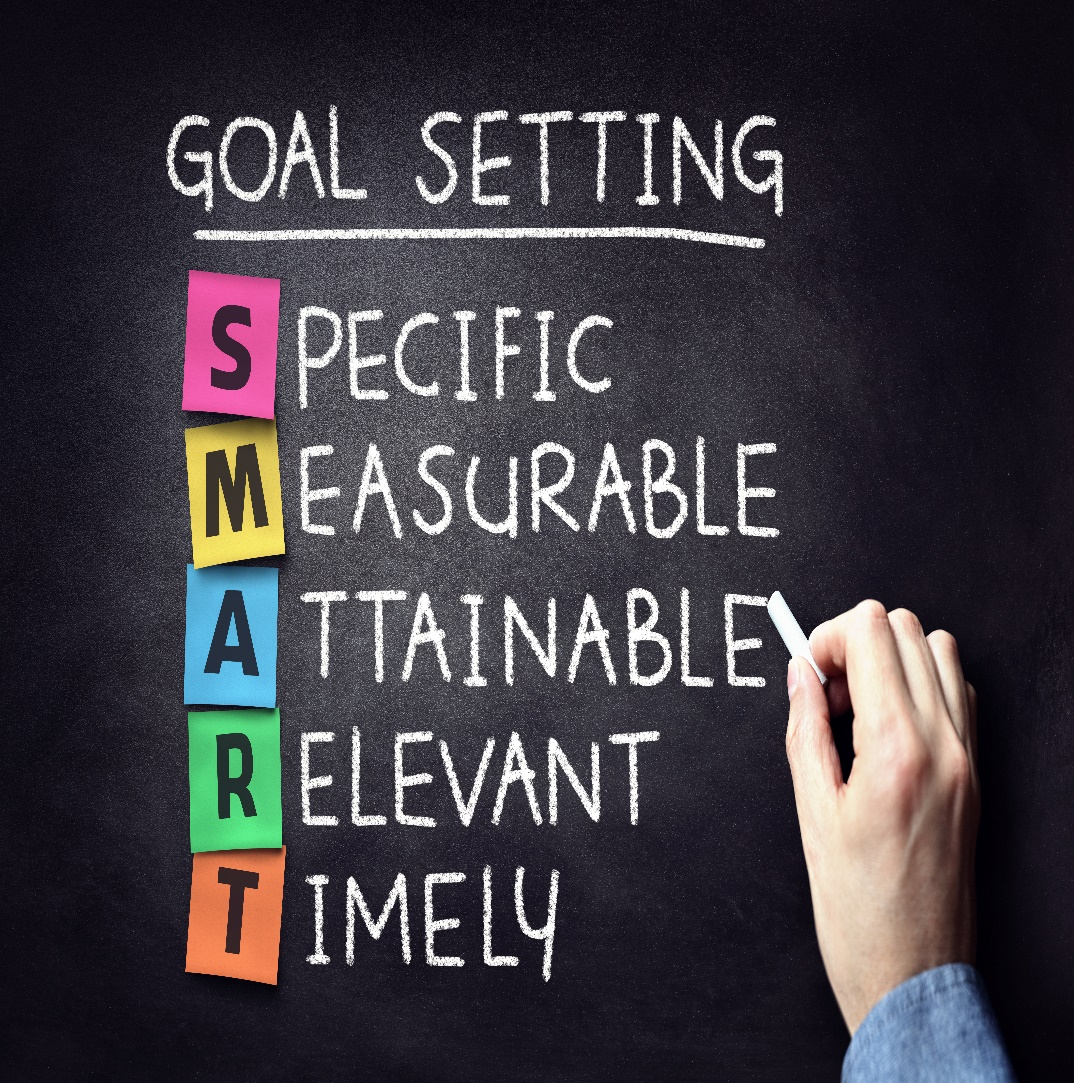 GOAL SETTING
SPECIFIC
MEASURABLE
ATTAINABLE
RELEVANT
TIMELY